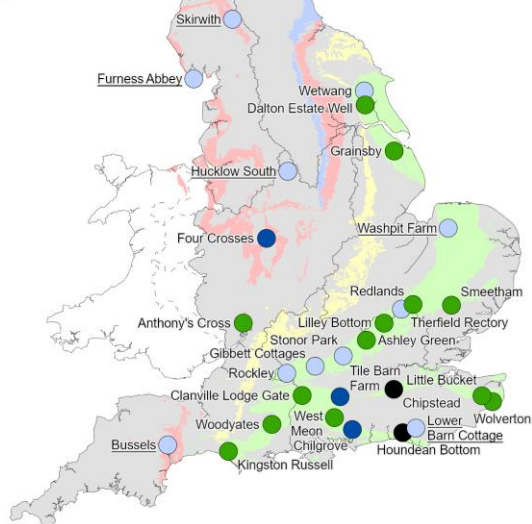 Skirwith
Furness Abbey
Wetwang
Dalton Estate Well
Grainsby
Hucklow South
Washpit Farm
Four Crosses
Redlands
Smeetham
Anthony's Cross
Lilley Bottom
Therfield Rectory
Stonor Park
Ashley Green
Gibbett Cottages
Rockley
Tile Barn
Farm
Little Bucket
Clanville Lodge Gate
Chipstead
Wolverton
Woodyates
West
Meon
Lower
Barn Cottage
Chilgrove
Houndean Bottom
Bussels
Kingston Russell